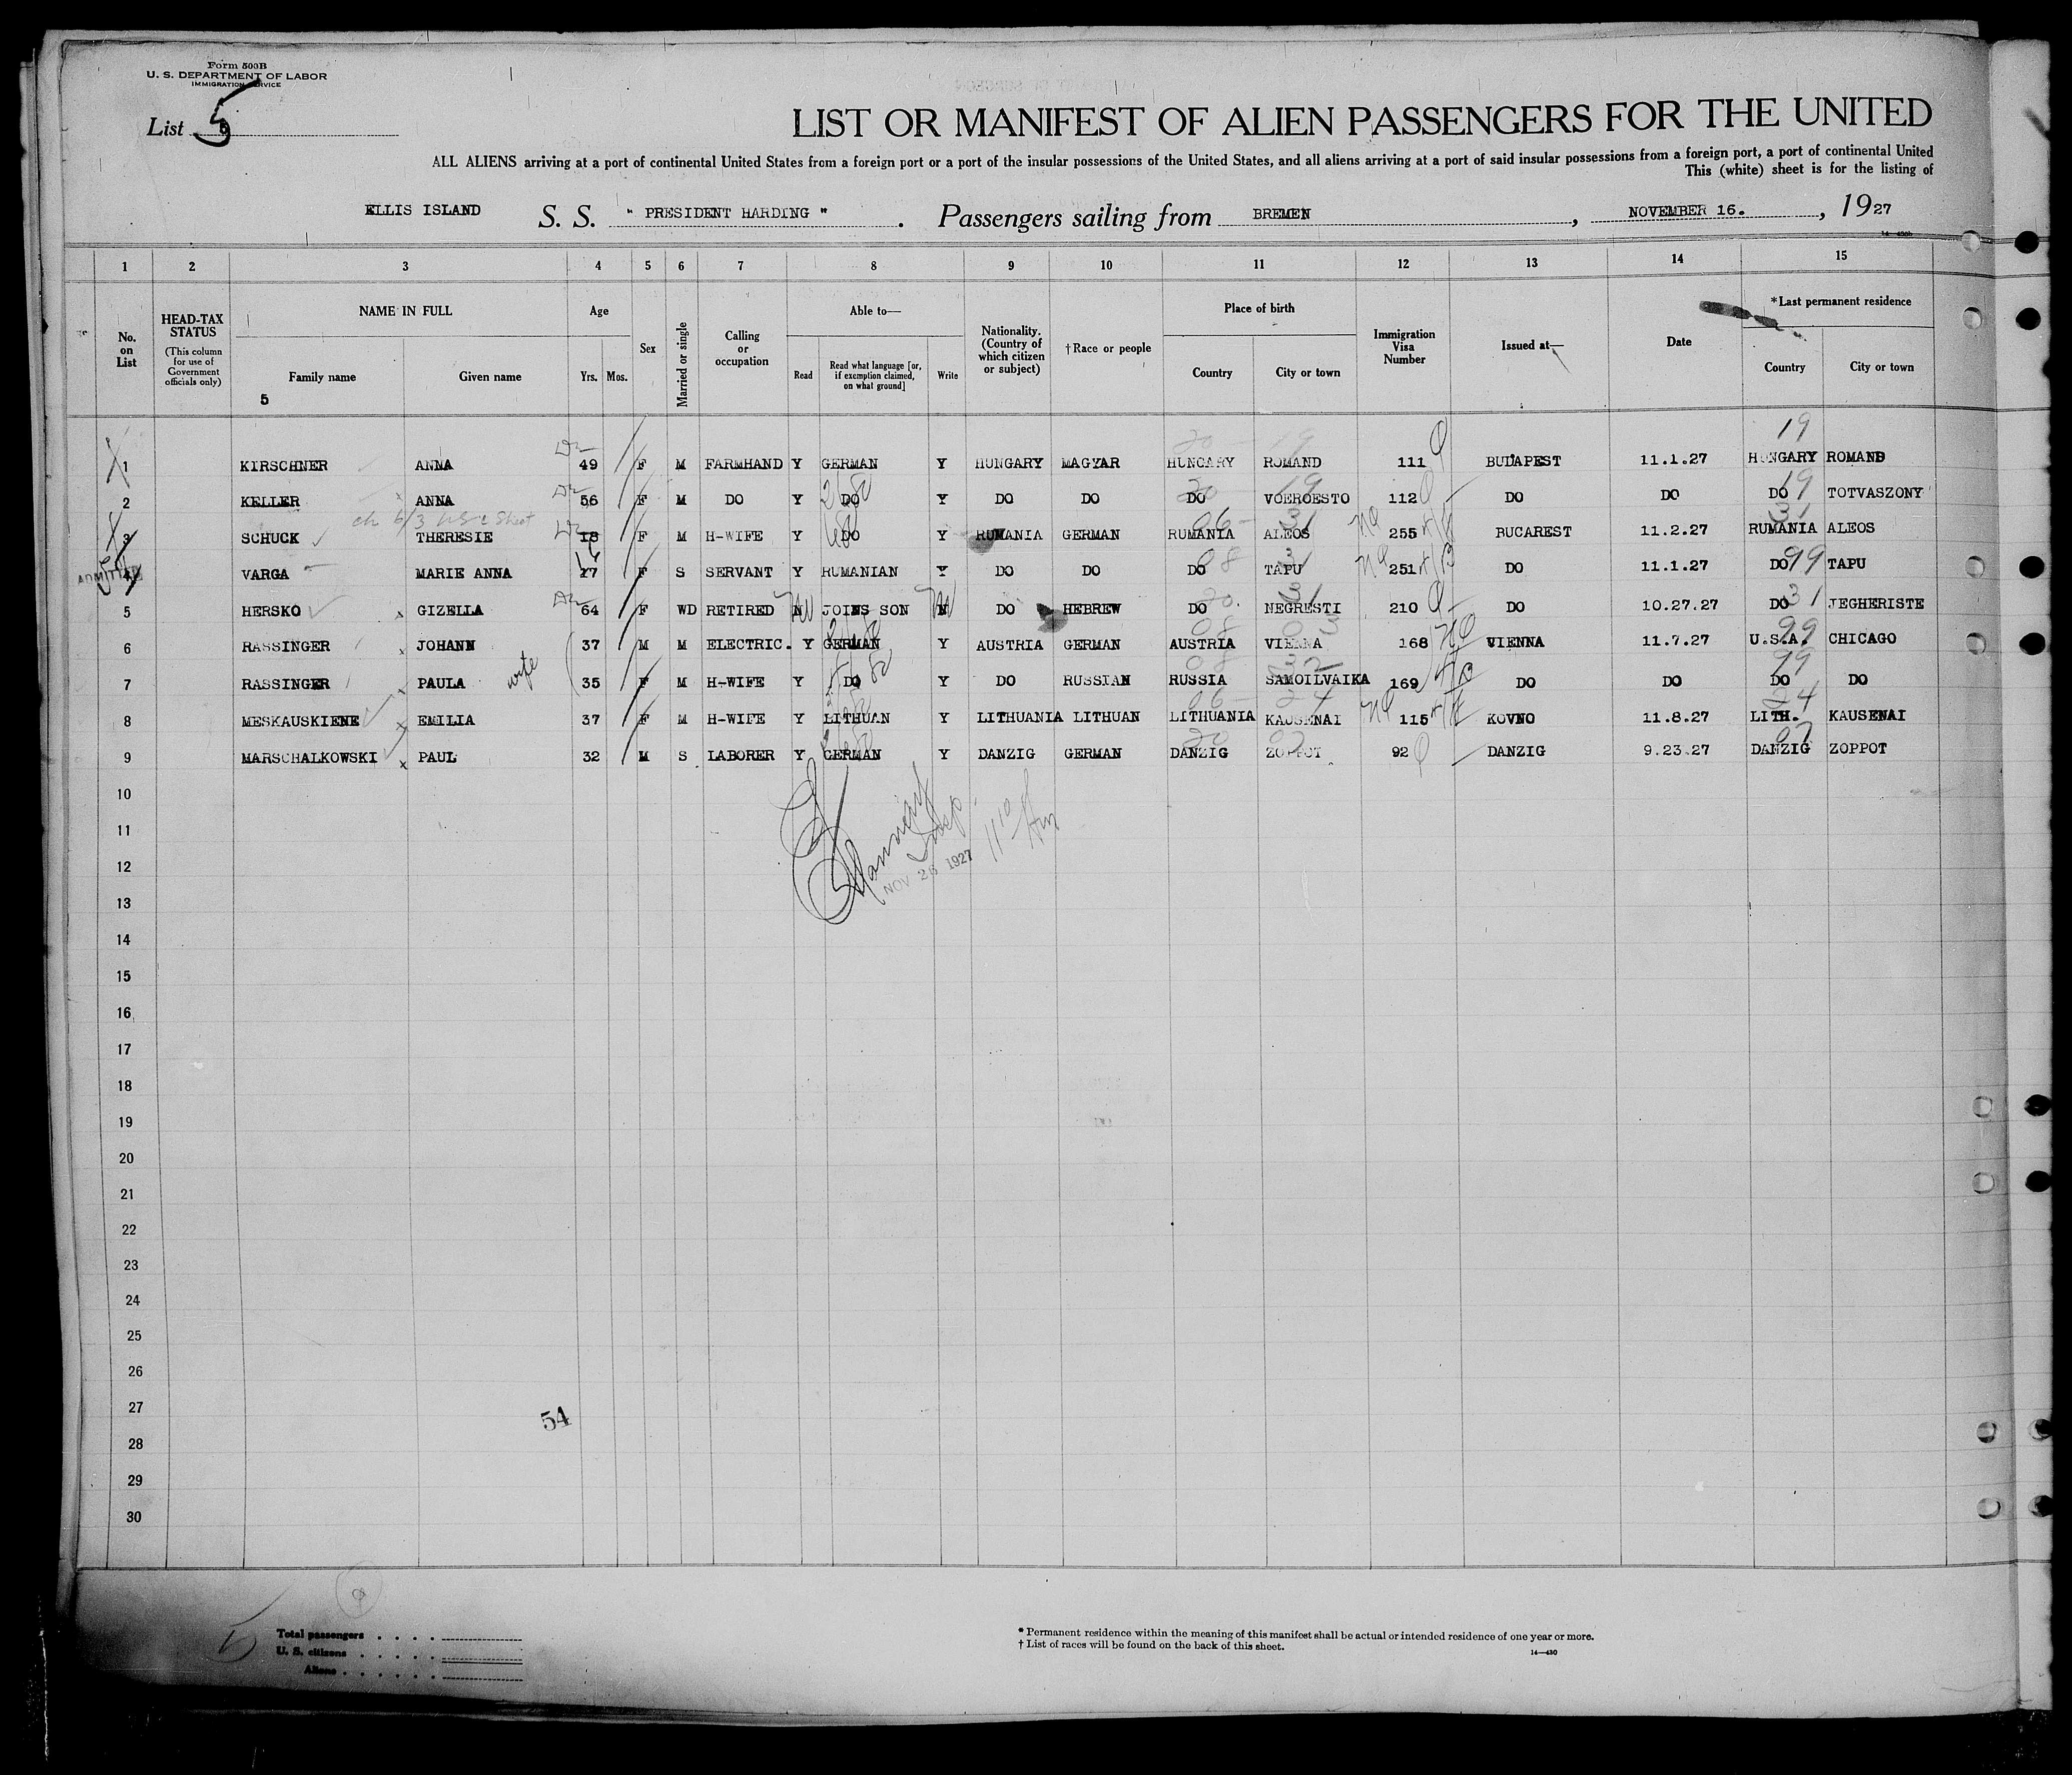 Form 500B
U. S. DEPARTMENT OF LABOR
IMMIGRATION SERVICE
List 5
LIST OR MANIFEST OF ALIEN PASSENGERS FOR THE UNITED
ALL ALIENS arriving at a port of continental United States from a foreign port or a port of the insular possessions of the United States, and all aliens arriving at a port of said insular possessions from a foreign port, a port of continental United
This (white) sheet is for the listing of
ELLIS ISLAND S. S. " PRESIDENT HARDING " . Passengers sailing from BREMEN , NOVEMBER 16. , 1927
1 2 3 4 5 6 7 8 9 10 11 12 13 14 15
No. on List
HEAD-TAX STATUS (This column for use of Government officials only)
NAME IN FULL
Family name Given name
5
Age
Yrs. Mos.
Sex
Married or single
Calling or occupation
Able to—
Read
Read what language [or, if exemption claimed, on what ground]
Write
Nationality. (Country of which citizen or subject)
†Race or people
Place of birth
Country City or town
Immigration Visa Number
Issued at—
Date
*Last permanent residence
Country City or town
19
1 KIRSCHNER ANNA 49 F M FARMHAND Y GERMAN Y HUNGARY MAGYAR HUNGARY ROMAND 111 BUDAPEST 11.1.27 HUNGARY ROMAND
2 KELLER ANNA 56 F M DO Y DO Y DO DO DO VOEROESTO 112 DO DO DO TOTVASZONY
3 SCHUCK THERESIE 18 F M H-WIFE Y DO Y RUMANIA GERMAN RUMANIA ALEOS 255 BUCAREST 11.2.27 RUMANIA ALEOS
ADMITTED
4 VARGA MARIE ANNA 17 F S SERVANT Y RUMANIAN Y DO DO DO TAPU 251 DO 11.1.27 DO TAPU
5 HERSKO GIZELLA 64 F WD RETIRED N JOINS SON N DO HEBREW DO NEGRESTI 210 DO 10.27.27 DO JEGHERISTE
6 RASSINGER JOHANN 37 M M ELECTRIC. Y GERMAN Y AUSTRIA GERMAN AUSTRIA VIENNA 168 VIENNA 11.7.27 U.S.A. CHICAGO
7 RASSINGER PAULA wife 35 F M H-WIFE Y DO Y DO RUSSIAN RUSSIA SAMOILVAIKA 169 DO DO DO DO
8 MESKAUSKIENE EMILIA 37 F M H-WIFE Y LITHUAN Y LITHUANIA LITHUAN LITHUANIA KAUSENAI 115 KOVNO 11.8.27 LITH. KAUSENAI
9 MARSCHALKOWSKI PAUL 32 M S LABORER Y GERMAN Y DANZIG GERMAN DANZIG ZOPPOT 92 DANZIG 9.23.27 DANZIG ZOPPOT
10
11
Insp.
12
NOV 26 1927
13
14
15
16
17
18
19
20
21
22
23
24
25
26
27
54
28
29
30
Total passengers
U. S. citizens
Aliens
* Permanent residence within the meaning of this manifest shall be actual or intended residence of one year or more.
† List of races will be found on the back of this sheet.
14—430